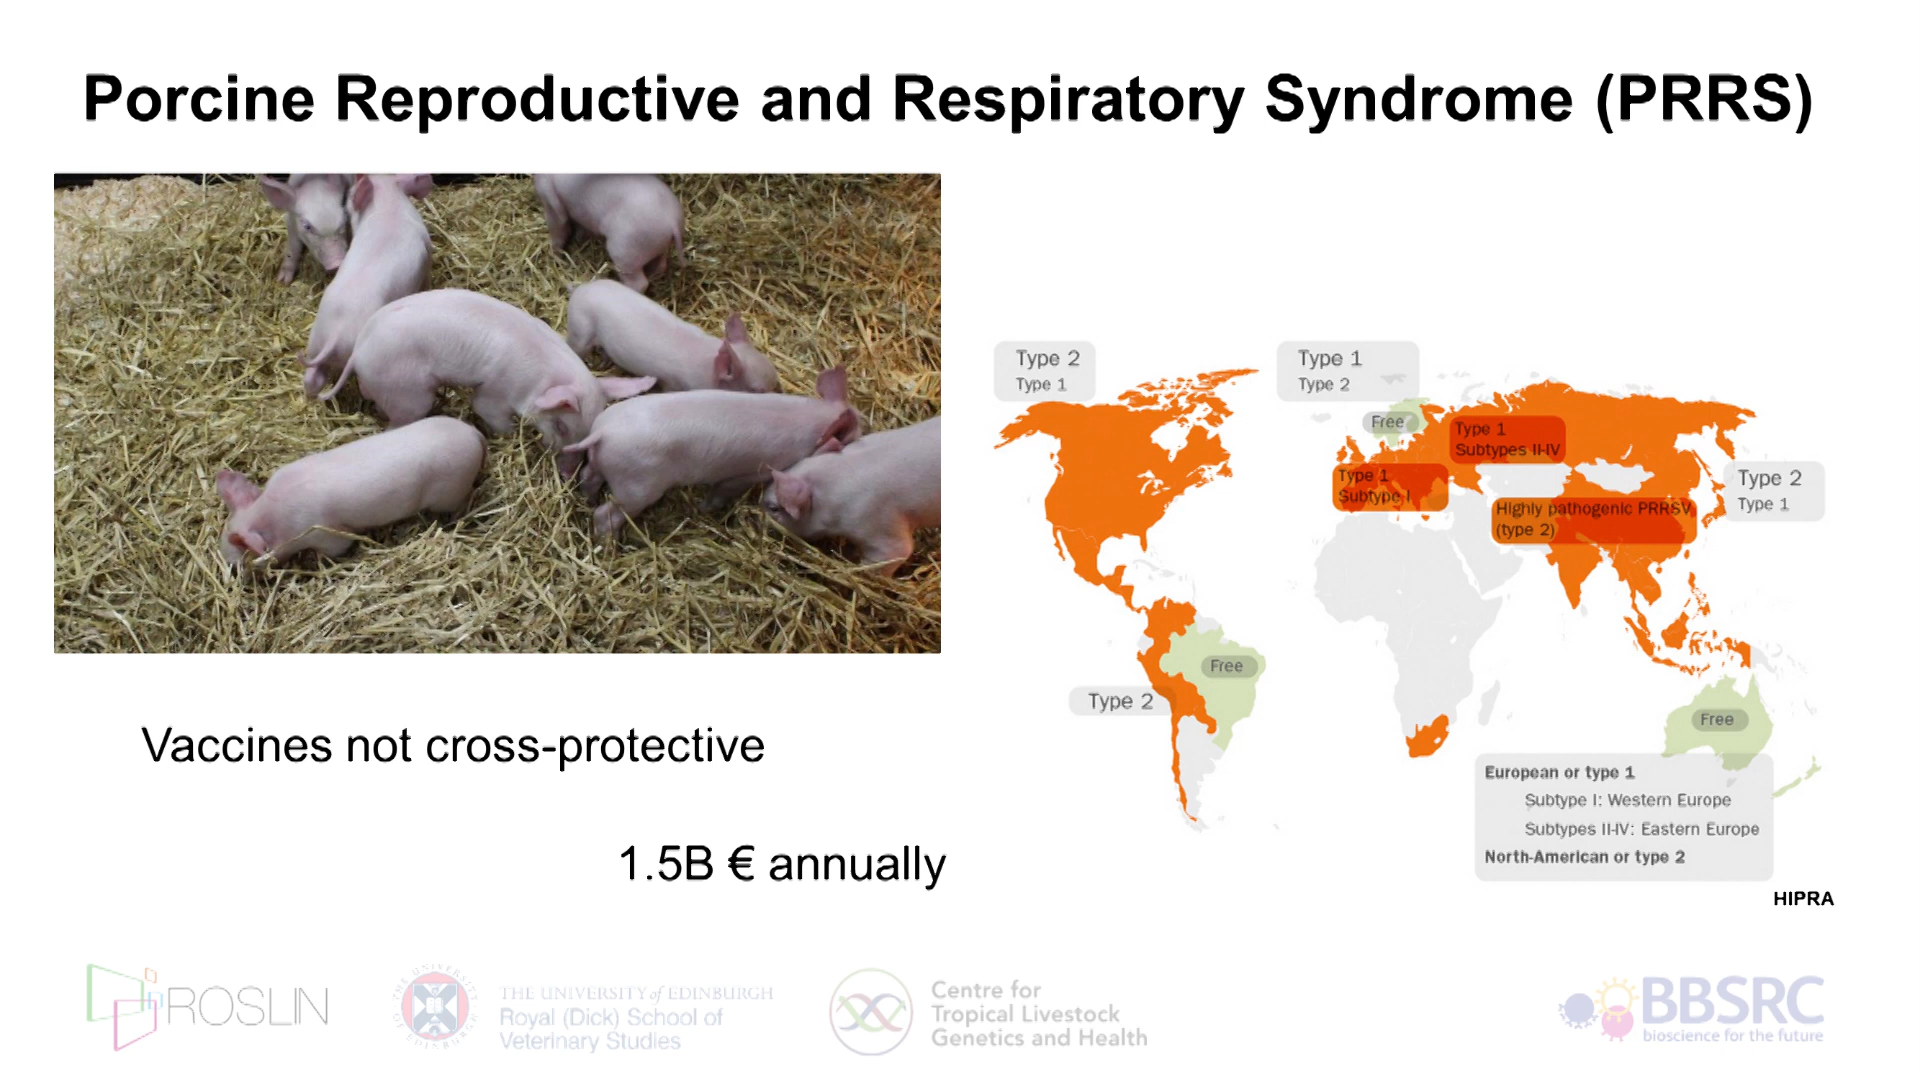 Porcine Reproductive and Respiratory Syndrome (PRRS)
Type 2
Type 1
Type 1
Type 2
Free
Type 1
Subtypes II-IV
Type 1
Subtype I
Type 2
Type 1
Highly pathogenic PRRSV
(type 2)
Free
Type 2
Free
European or type 1
Subtype I: Western Europe
Subtypes II-IV: Eastern Europe
North-American or type 2
HIPRA
Vaccines not cross-protective
1.5B € annually
ROSLIN
THE UNIVERSITY of EDINBURGH
Royal (Dick) School of
Veterinary Studies
Centre for
Tropical Livestock
Genetics and Health
BBSRC
bioscience for the future